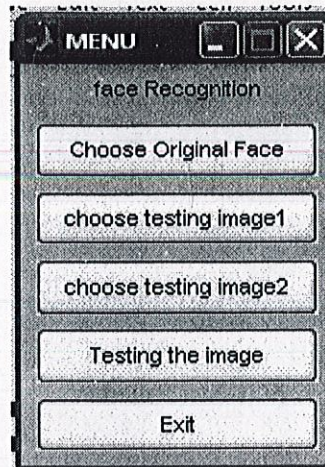 MENU
face Recognition
Choose Original Face
choose testing image1
choose testing image2
Testing the image
Exit